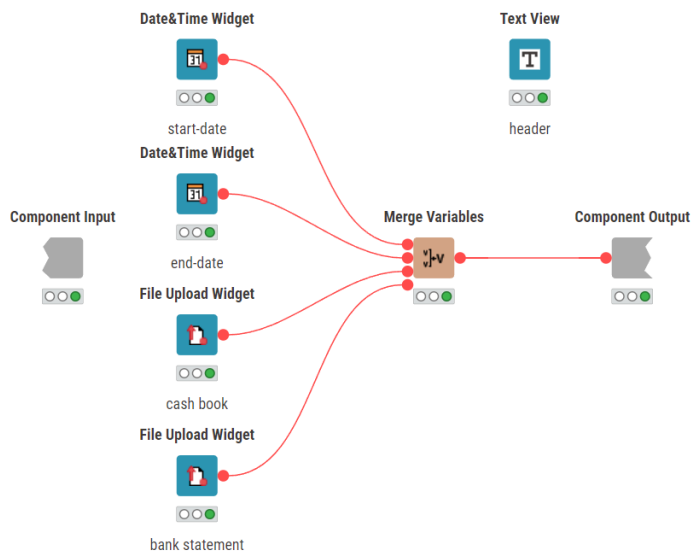 Date&Time Widget
Text View
start-date
header
Date&Time Widget
Component Input
Merge Variables
Component Output
end-date
File Upload Widget
cash book
File Upload Widget
bank statement